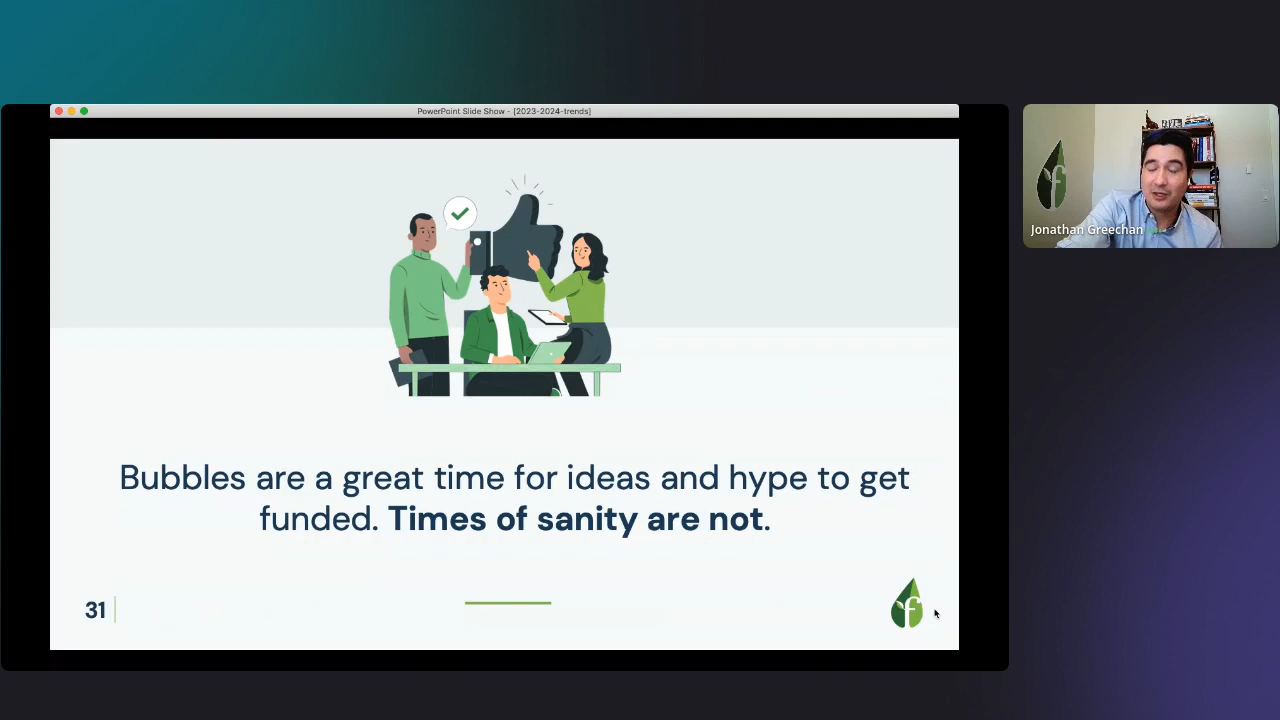 PowerPoint Slide Show - [2023-2024-trends]
Jonathan Greechan
Bubbles are a great time for ideas and hype to get
funded. Times of sanity are not.
31
f